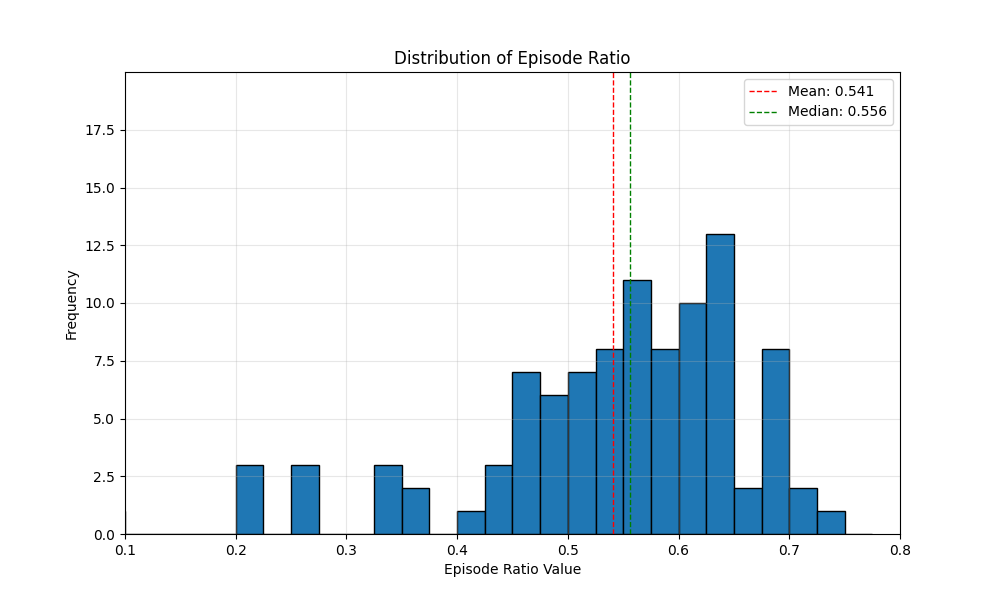 Distribution of Episode Ratio
Mean: 0.541
Median: 0.556
17.5
15.0
12.5
10.0
7.5
5.0
2.5
0.0
Frequency
0.1 0.2 0.3 0.4 0.5 0.6 0.7 0.8
Episode Ratio Value